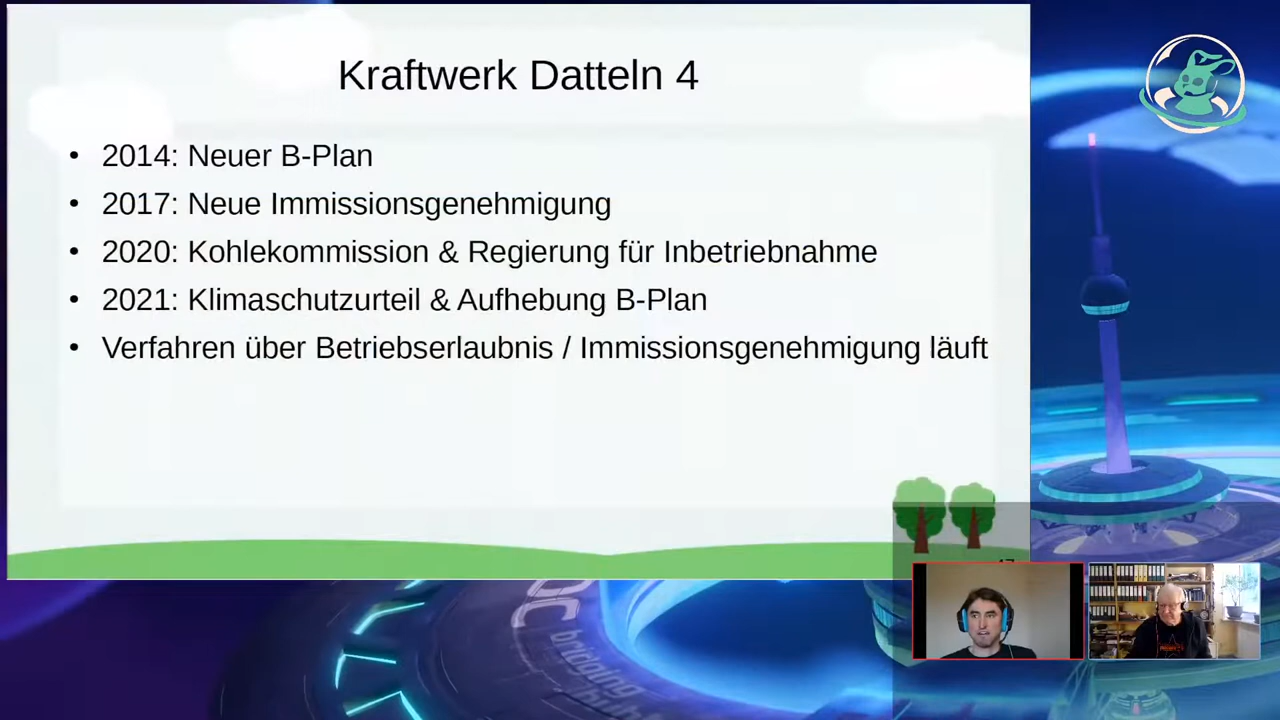 Kraftwerk Datteln 4
• 2014: Neuer B-Plan
• 2017: Neue Immissionsgenehmigung
• 2020: Kohlekommission & Regierung für Inbetriebnahme
• 2021: Klimaschutzurteil & Aufhebung B-Plan
• Verfahren über Betriebserlaubnis / Immissionsgenehmigung läuft
bridging